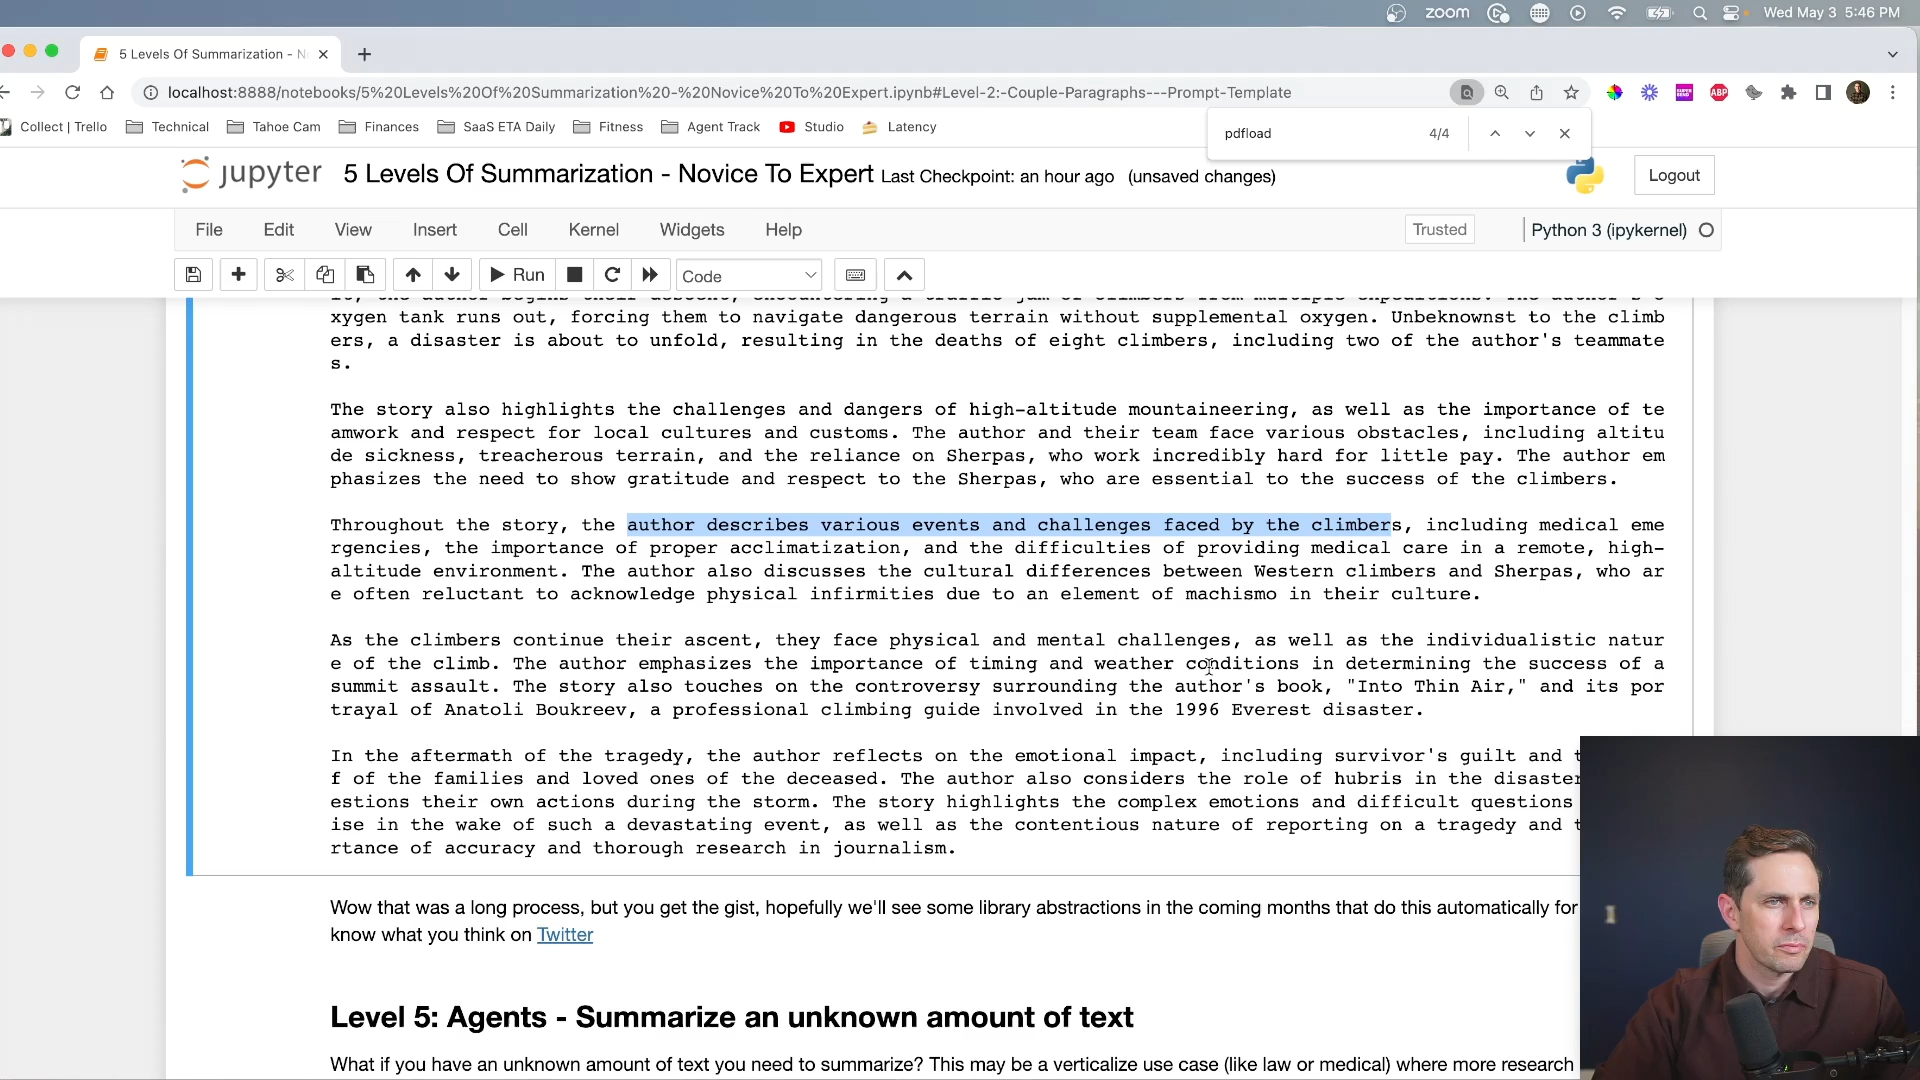 zoom
Wed May 3 5:46 PM
5 Levels Of Summarization - N
localhost:8888/notebooks/5%20Levels%20Of%20Summarization%20-%20Novice%20To%20Expert.ipynb#Level-2:-Couple-Paragraphs---Prompt-Template
Collect | Trello
Technical
Tahoe Cam
Finances
SaaS ETA Daily
Fitness
Agent Track
Studio
Latency
pdfload
4/4
ABP
jupyter
5 Levels Of Summarization - Novice To Expert Last Checkpoint: an hour ago (unsaved changes)
Logout
File Edit View Insert Cell Kernel Widgets Help
Trusted
Python 3 (ipykernel)
Run
Code
xygen tank runs out, forcing them to navigate dangerous terrain without supplemental oxygen. Unbeknownst to the climb
ers, a disaster is about to unfold, resulting in the deaths of eight climbers, including two of the author's teammate
s.
The story also highlights the challenges and dangers of high-altitude mountaineering, as well as the importance of te
amwork and respect for local cultures and customs. The author and their team face various obstacles, including altitu
de sickness, treacherous terrain, and the reliance on Sherpas, who work incredibly hard for little pay. The author em
phasizes the need to show gratitude and respect to the Sherpas, who are essential to the success of the climbers.
Throughout the story, the author describes various events and challenges faced by the climbers, including medical eme
rgencies, the importance of proper acclimatization, and the difficulties of providing medical care in a remote, high-
altitude environment. The author also discusses the cultural differences between Western climbers and Sherpas, who ar
e often reluctant to acknowledge physical infirmities due to an element of machismo in their culture.
As the climbers continue their ascent, they face physical and mental challenges, as well as the individualistic natur
e of the climb. The author emphasizes the importance of timing and weather conditions in determining the success of a
summit assault. The story also touches on the controversy surrounding the author's book, "Into Thin Air," and its por
trayal of Anatoli Boukreev, a professional climbing guide involved in the 1996 Everest disaster.
In the aftermath of the tragedy, the author reflects on the emotional impact, including survivor's guilt and
f of the families and loved ones of the deceased. The author also considers the role of hubris in the disaster
estions their own actions during the storm. The story highlights the complex emotions and difficult questions
ise in the wake of such a devastating event, as well as the contentious nature of reporting on a tragedy and
rtance of accuracy and thorough research in journalism.
Wow that was a long process, but you get the gist, hopefully we'll see some library abstractions in the coming months that do this automatically for
know what you think on Twitter
Level 5: Agents - Summarize an unknown amount of text
What if you have an unknown amount of text you need to summarize? This may be a verticalize use case (like law or medical) where more research